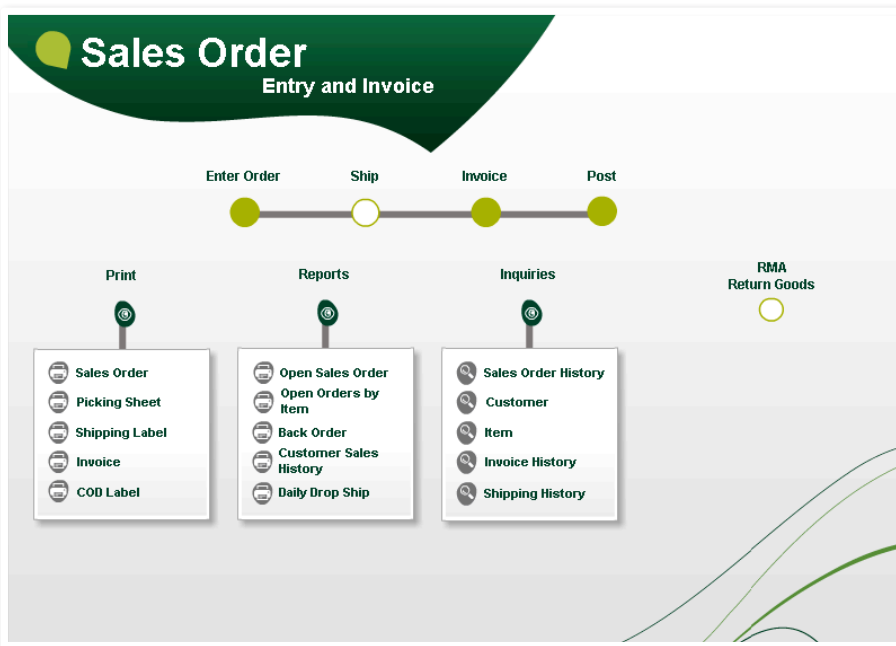 Sales Order
Entry and Invoice
Enter Order
Ship
Invoice
Post
Print
Reports
Inquiries
RMA
Return Goods
Sales Order
Picking Sheet
Shipping Label
Invoice
COD Label
Open Sales Order
Open Orders by
Item
Back Order
Customer Sales
History
Daily Drop Ship
Sales Order History
Customer
Item
Invoice History
Shipping History